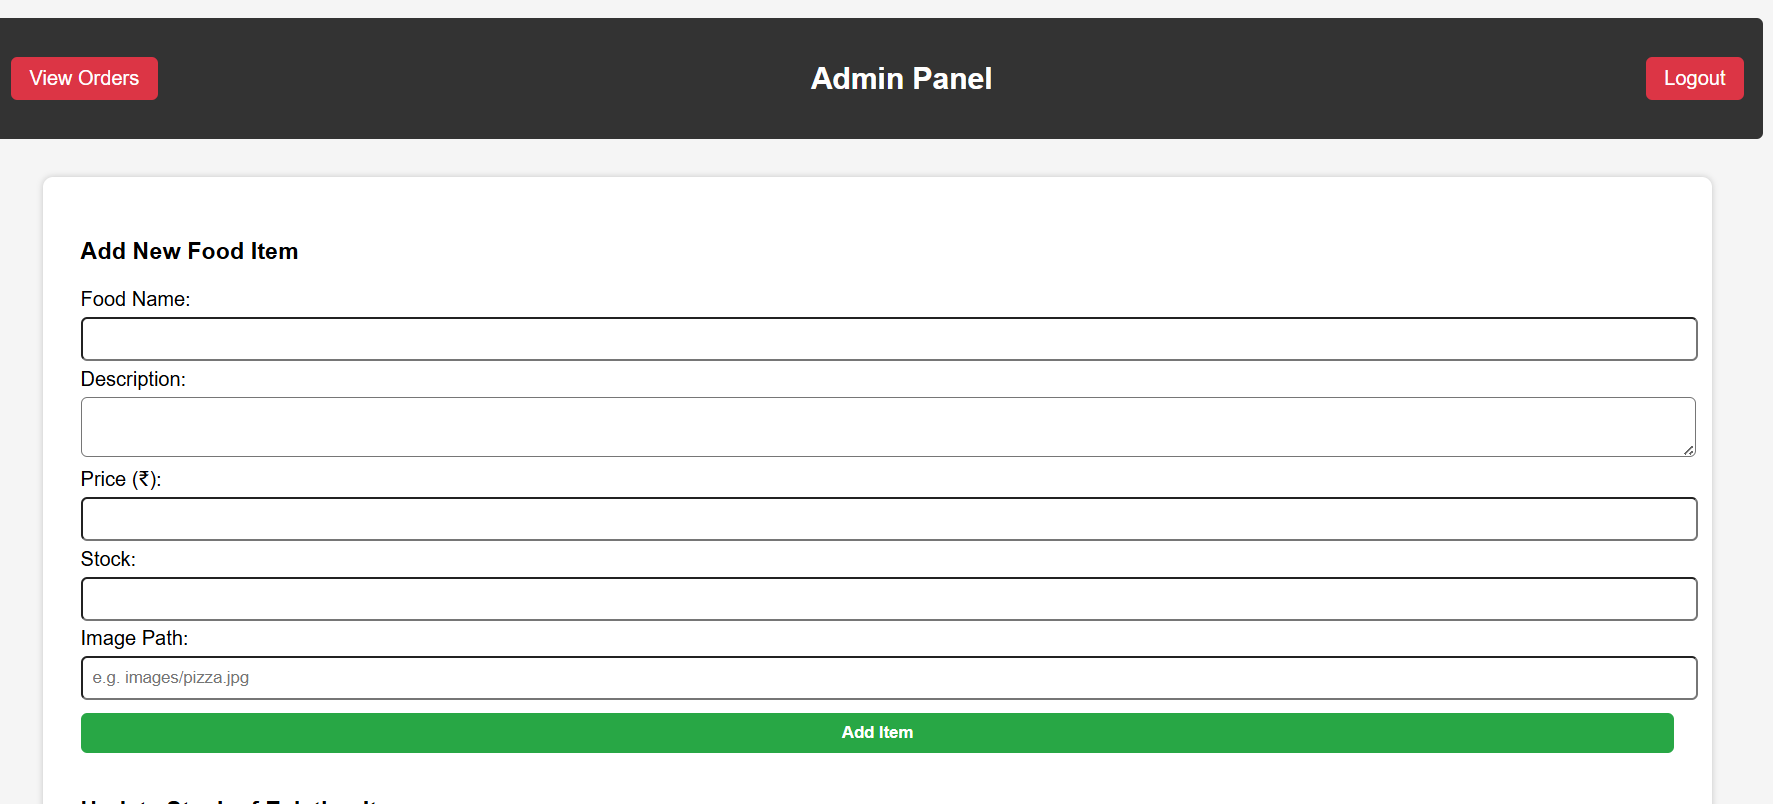 View Orders
Admin Panel
Logout
Add New Food Item
Food Name:
Description:
Price (₹):
Stock:
Image Path:
e.g. images/pizza.jpg
Add Item